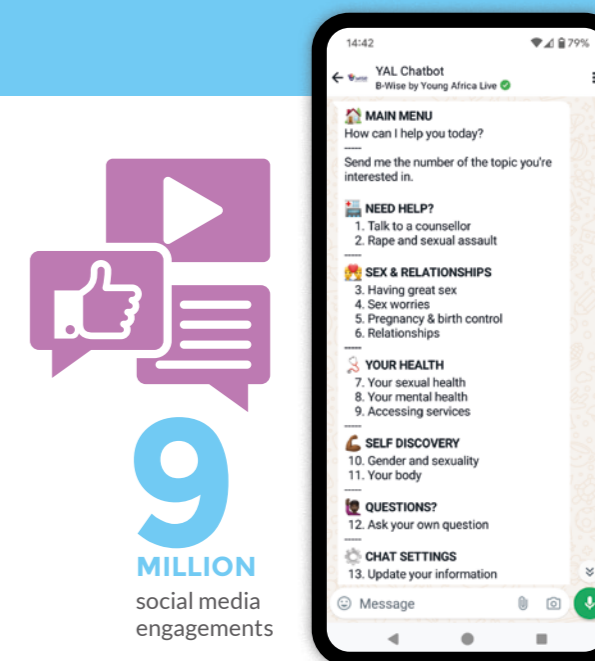 9
MILLION
social media
engagements
14:42
79%
YAL Chatbot
B-Wise by Young Africa Live
MAIN MENU
How can I help you today?
-----
Send me the number of the topic you're
interested in.
-----
NEED HELP?
1. Talk to a counsellor
2. Rape and sexual assault
-----
SEX & RELATIONSHIPS
3. Having great sex
4. Sex worries
5. Pregnancy & birth control
6. Relationships
-----
YOUR HEALTH
7. Your sexual health
8. Your mental health
9. Accessing services
-----
SELF DISCOVERY
10. Gender and sexuality
11. Your body
-----
QUESTIONS?
12. Ask your own question
-----
CHAT SETTINGS
13. Update your information
Message